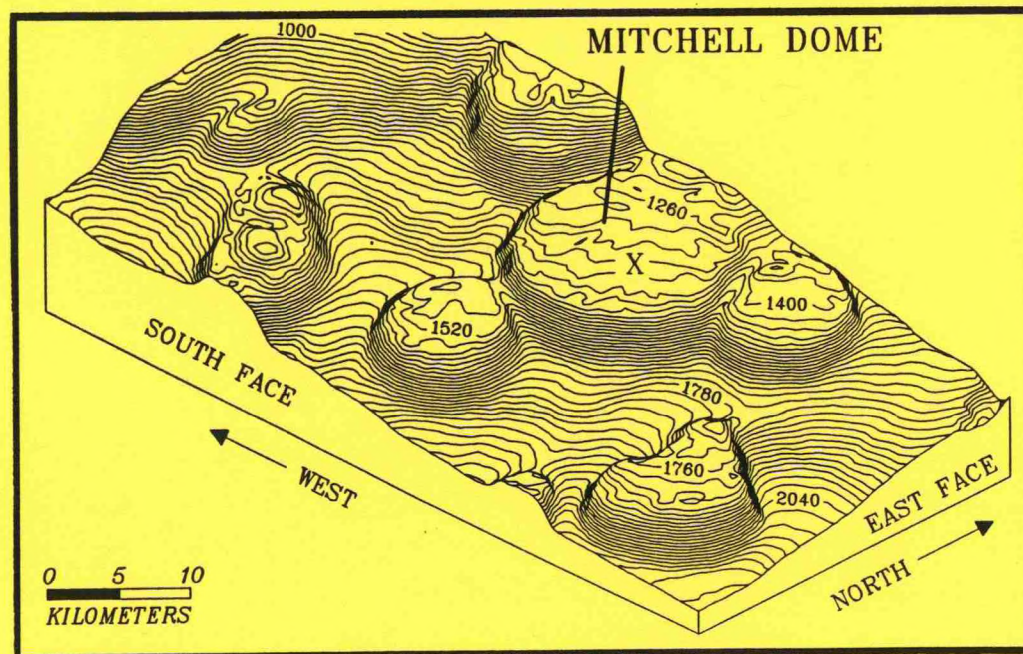 1000
MITCHELL DOME
1260
X
1400
1520
SOUTH FACE
1780
WEST
1760
2040
EAST FACE
NORTH
0 5 10
KILOMETERS